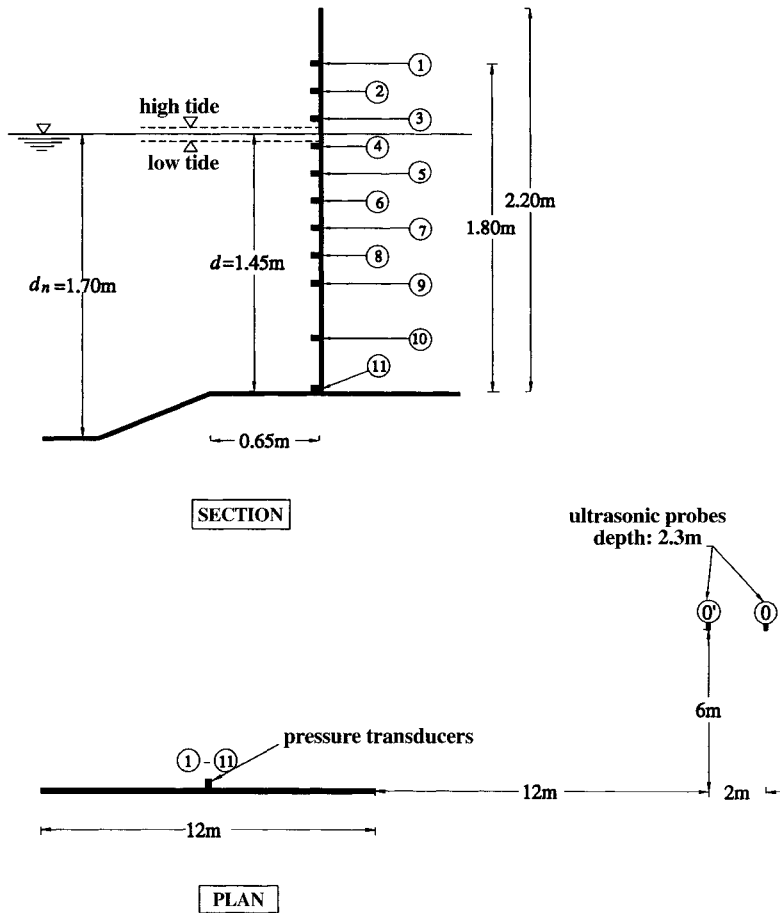 ①
②
high tide
③
④
low tide
⑤
2.20m
⑥
1.80m
⑦
d=1.45m
⑧
dn=1.70m
⑨
⑩
⑪
0.65m
SECTION
ultrasonic probes
depth: 2.3m
0' 0
6m
pressure transducers
① - ⑪
12m 2m
12m
PLAN